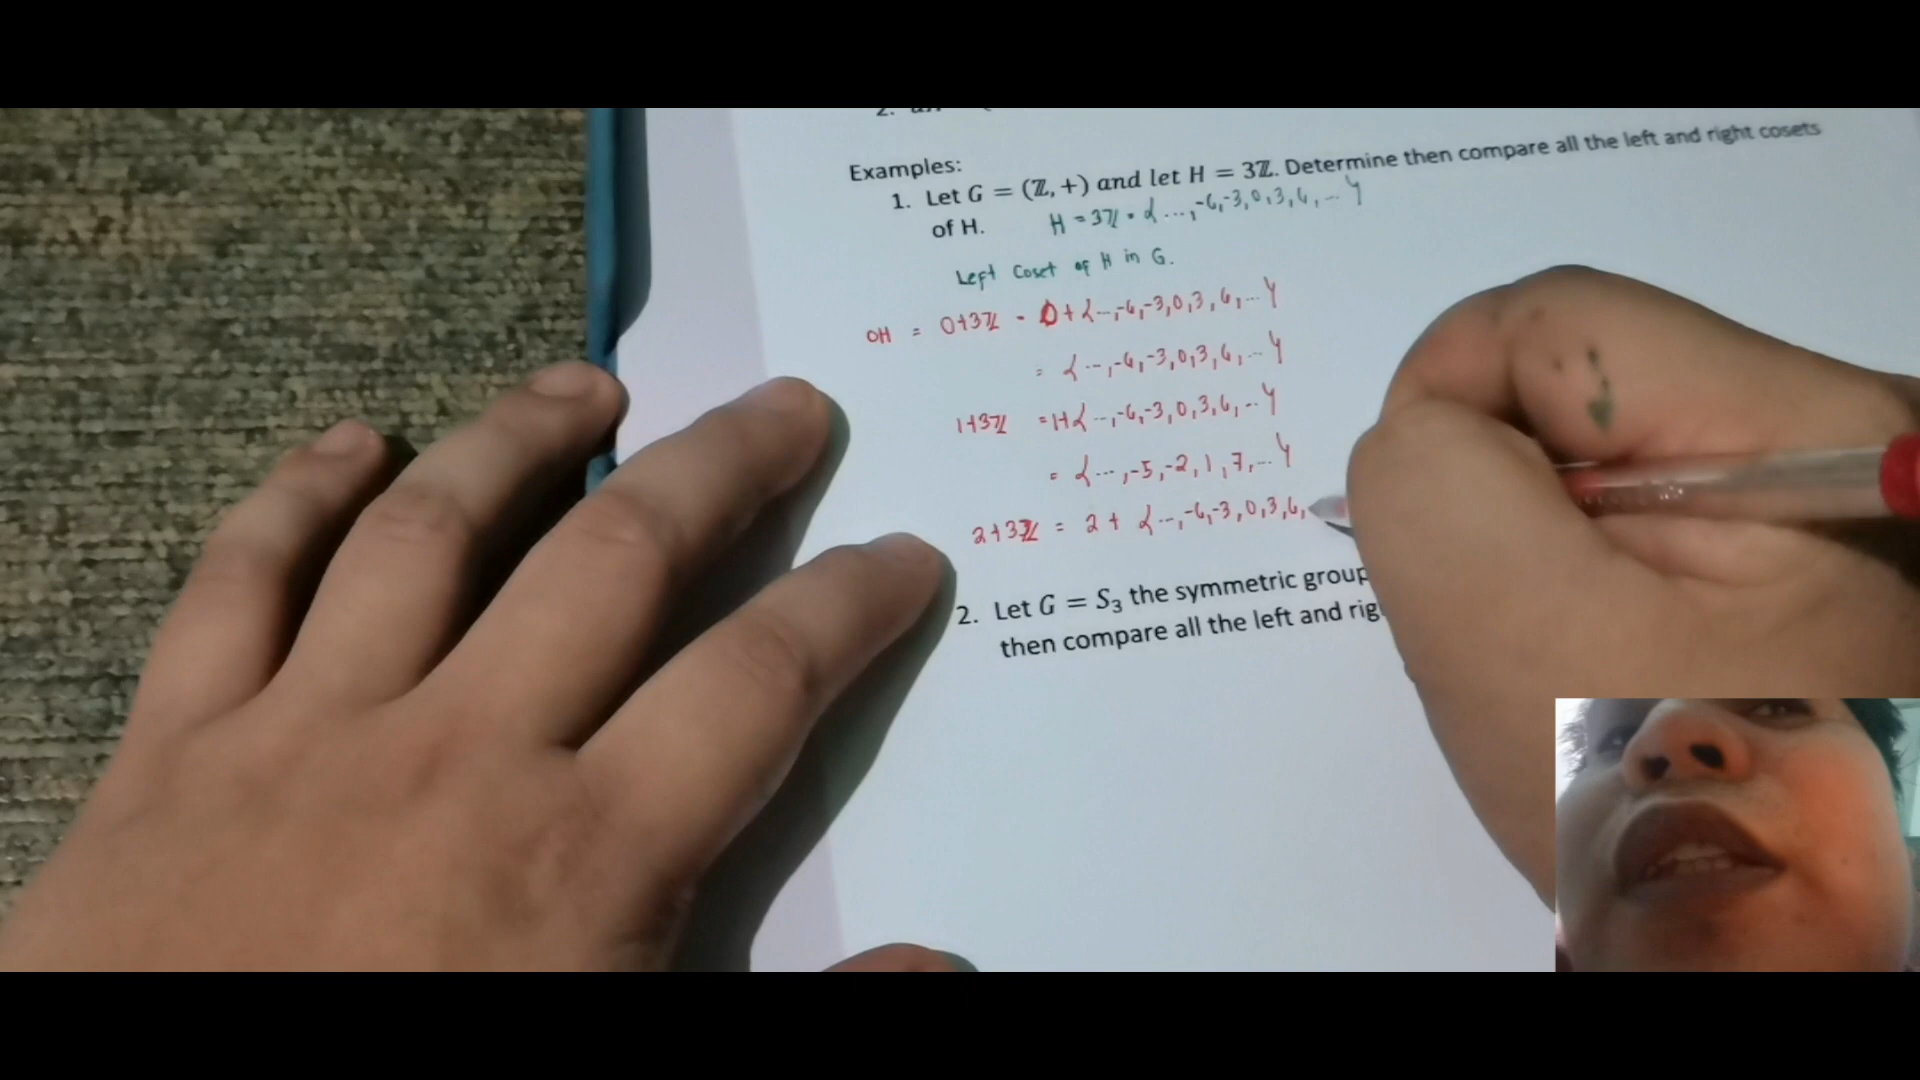 2.
Examples:
1. Let G = (ℤ, +) and let H = 3ℤ. Determine then compare all the left and right cosets
of H. H = 3ℤ = {..., -6, -3, 0, 3, 6, ... }
Left Coset of H in G.
0H = 0+3ℤ = 0+{..., -6, -3, 0, 3, 6, ... }
= {..., -6, -3, 0, 3, 6, ... }
1+3ℤ = 1+{..., -6, -3, 0, 3, 6, ... }
= {..., -5, -2, 1, 7, ... }
2+3ℤ = 2 + {..., -6, -3, 0, 3, 6,
2. Let G = S₃ the symmetric group
then compare all the left and rig